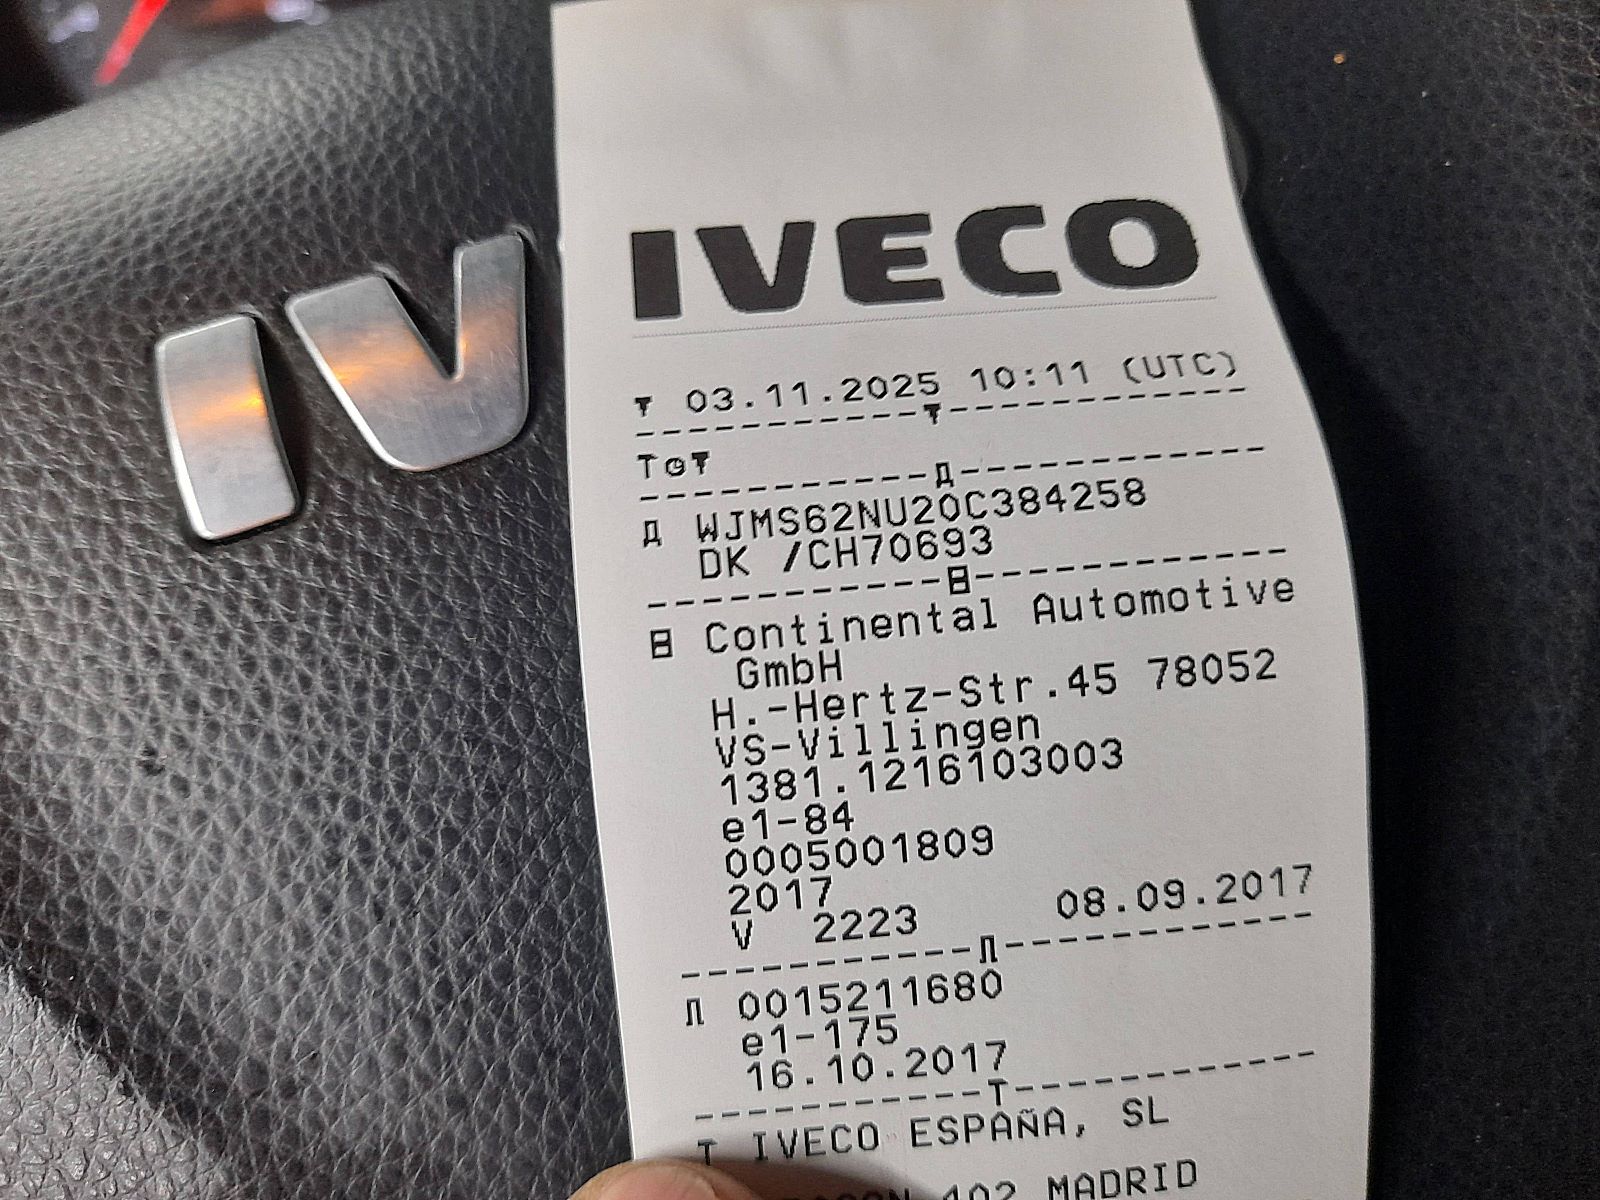 IV
IVECO
▼ 03.11.2025 10:11 (UTC)
-----------▼-----------
T⊙▼
-----------Д-----------
Д WJMS62NU20C384258
DK /CH70693
-----------B-----------
B Continental Automotive
GmbH
H.-Hertz-Str.45 78052
VS-Villingen
1381.1216103003
e1-84
0005001809
2017
V 2223 08.09.2017
-----------Л-----------
Л 0015211680
e1-175
16.10.2017
-----------T-----------
T IVECO ESPAÑA, SL
102 MADRID